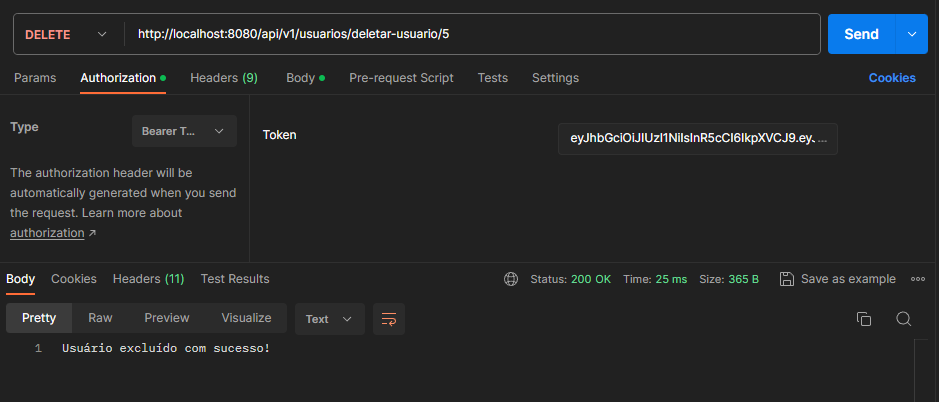 DELETE http://localhost:8080/api/v1/usuarios/deletar-usuario/5 Send
Params Authorization Headers (9) Body Pre-request Script Tests Settings Cookies
Type Bearer T...
The authorization header will be
automatically generated when you send
the request. Learn more about
authorization ↗
Token eyJhbGciOiJIUzI1NiIsInR5cCI6IkpXVCJ9.ey. ...
Body Cookies Headers (11) Test Results Status: 200 OK Time: 25 ms Size: 365 B Save as example
Pretty Raw Preview Visualize Text
1 Usuário excluído com sucesso!